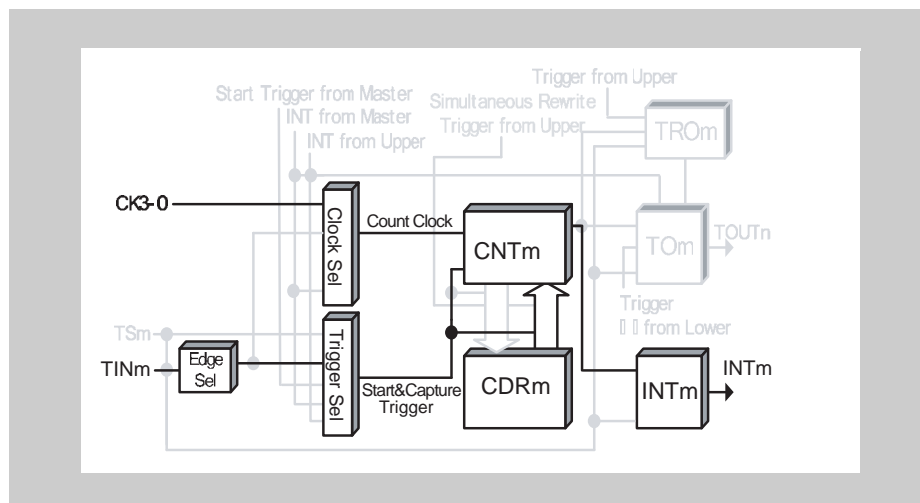 Trigger from Upper
Start Trigger from Master
Simultaneous Rewrite
INT from Master
Trigger from Upper
TROm
INT from Upper
CK3-0
Clock Sel
Count Clock
CNTm
TOm
TOUTn
Trigger
from Lower
TSm
TINm
Edge
Sel
Trigger Sel
Start&Capture
Trigger
CDRm
INTm
INTm